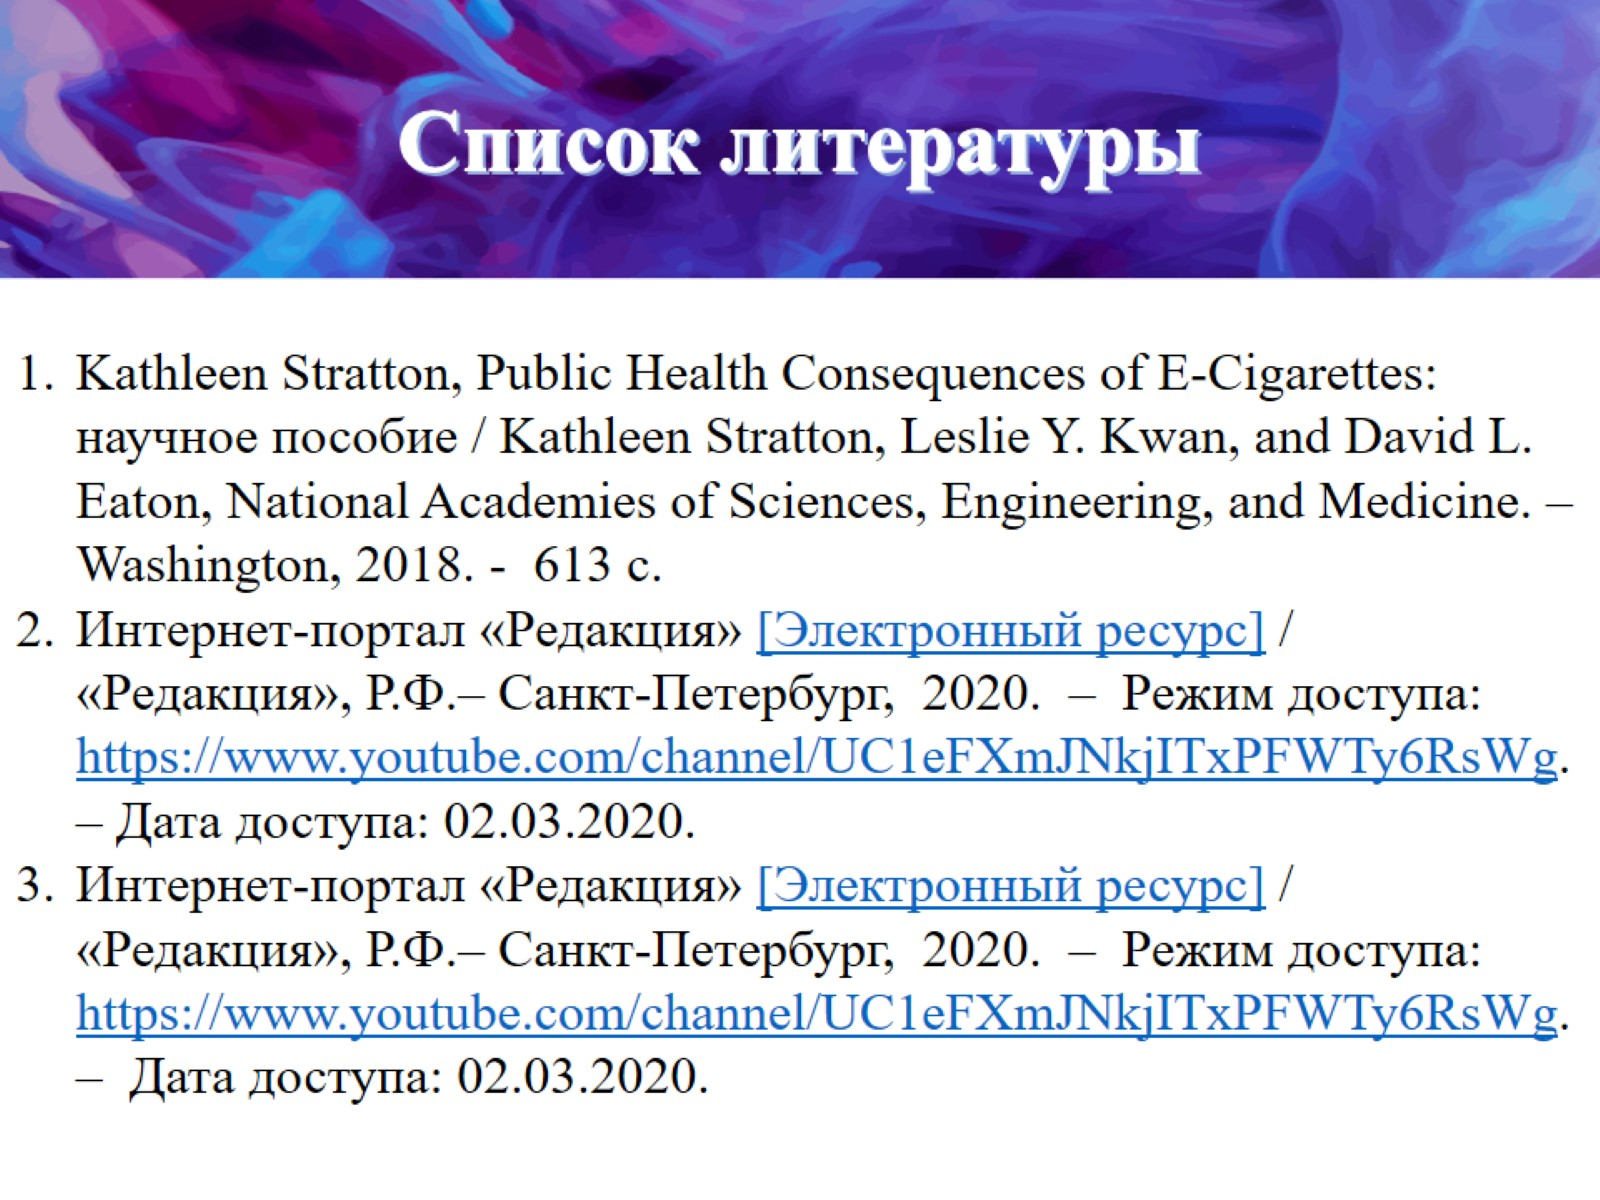 Список литературы
1. Kathleen Stratton, Public Health Consequences of E-Cigarettes:
научное пособие / Kathleen Stratton, Leslie Y. Kwan, and David L.
Eaton, National Academies of Sciences, Engineering, and Medicine. –
Washington, 2018. - 613 с.
2. Интернет-портал «Редакция» [Электронный ресурс] /
«Редакция», Р.Ф.– Санкт-Петербург, 2020. – Режим доступа:
https://www.youtube.com/channel/UC1eFXmJNkjITxPFWTy6RsWg.
– Дата доступа: 02.03.2020.
3. Интернет-портал «Редакция» [Электронный ресурс] /
«Редакция», Р.Ф.– Санкт-Петербург, 2020. – Режим доступа:
https://www.youtube.com/channel/UC1eFXmJNkjITxPFWTy6RsWg.
– Дата доступа: 02.03.2020.